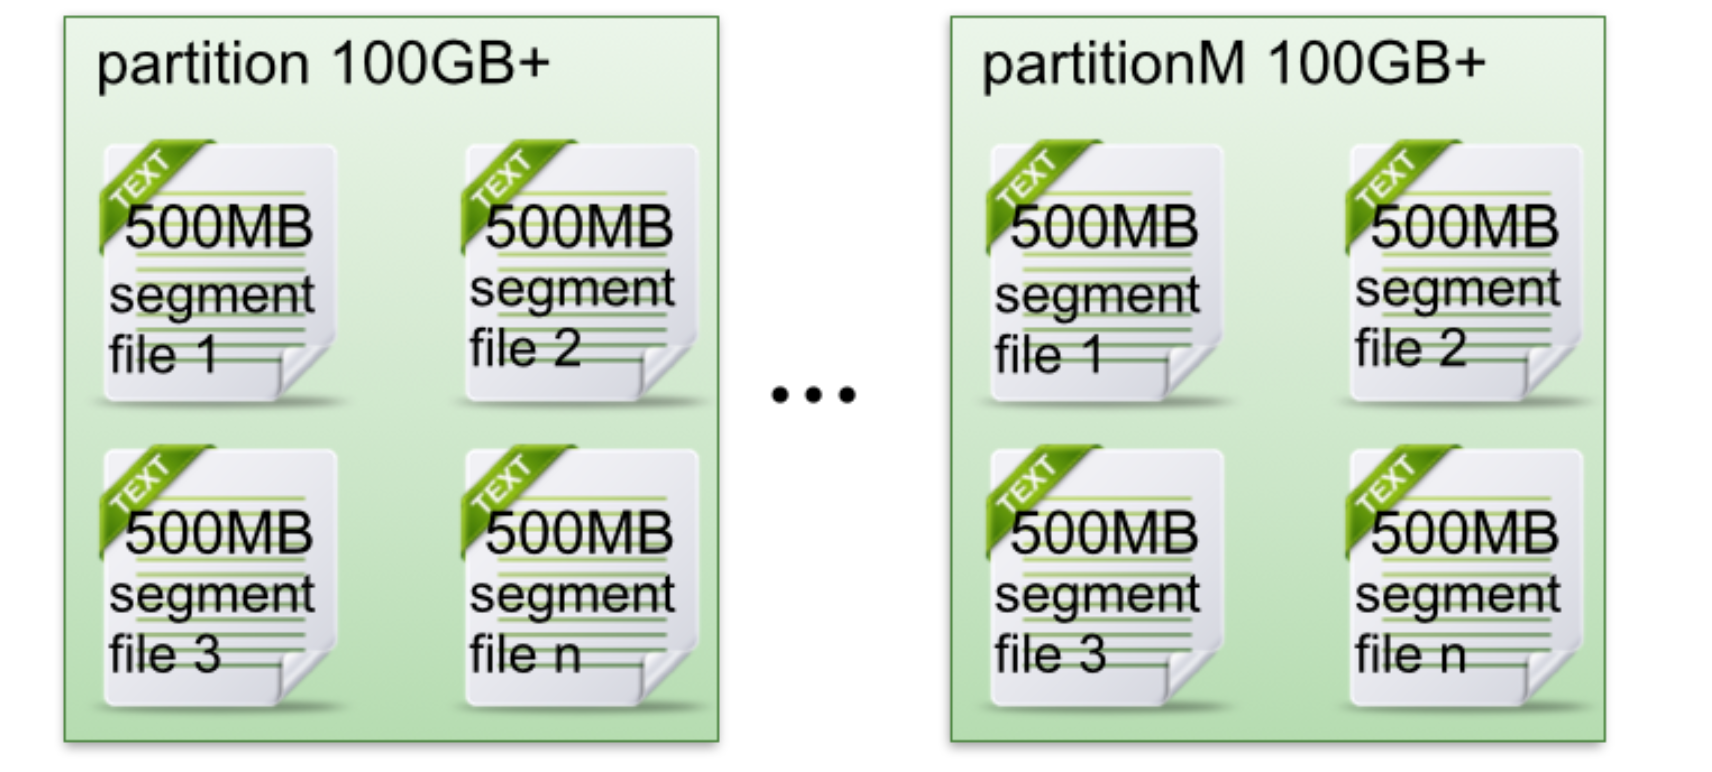 partition 100GB+
TEXT
500MB
segment
file 1
TEXT
500MB
segment
file 2
TEXT
500MB
segment
file 3
TEXT
500MB
segment
file n
...
partitionM 100GB+
TEXT
500MB
segment
file 1
TEXT
500MB
segment
file 2
TEXT
500MB
segment
file 3
TEXT
500MB
segment
file n